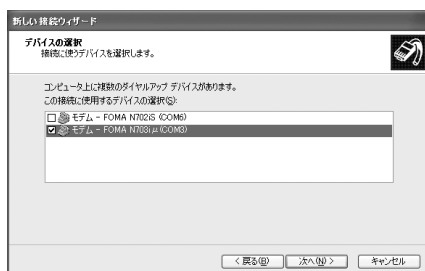 新しい接続ウィザード
デバイスの選択
接続に使うデバイスを選択します。
コンピュータ上に複数のダイヤルアップ デバイスがあります。
この接続に使用するデバイスの選択(S):
モデム - FOMA N702iS (COM6)
モデム - FOMA N703iμ (COM3)
< 戻る(B) 次へ(N) > キャンセル